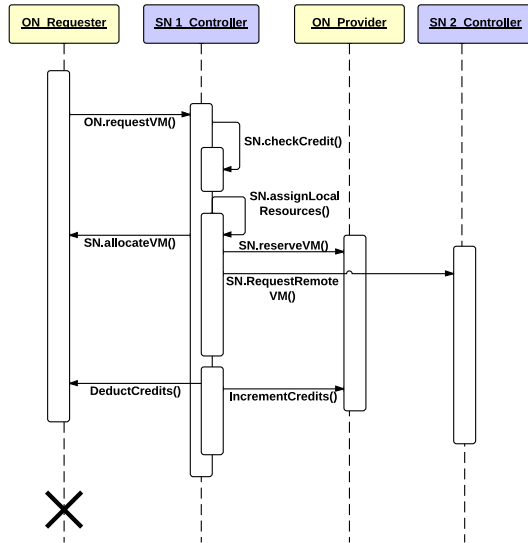 ON_Requester
SN 1_Controller
ON_Provider
SN 2_Controller
ON.requestVM()
SN.checkCredit()
SN.assignLocal
Resources()
SN.allocateVM()
SN.reserveVM()
SN.RequestRemote
VM()
DeductCredits()
IncrementCredits()